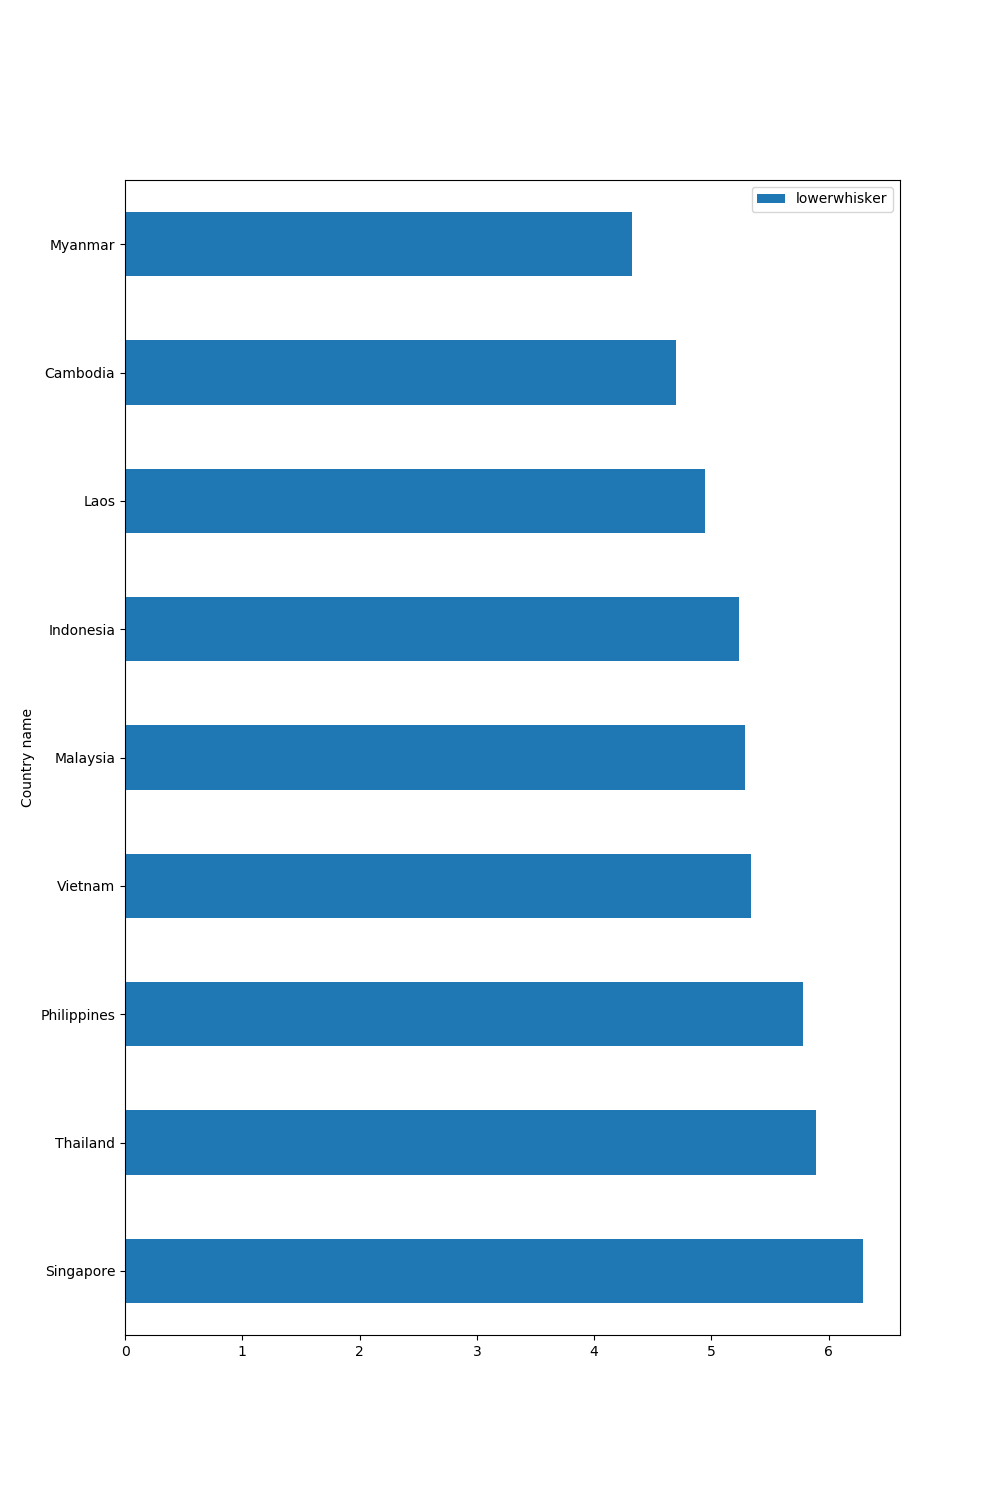 lowerwhisker
Myanmar
Cambodia
Laos
Indonesia
Malaysia
Vietnam
Philippines
Thailand
Singapore
Country name
0 1 2 3 4 5 6